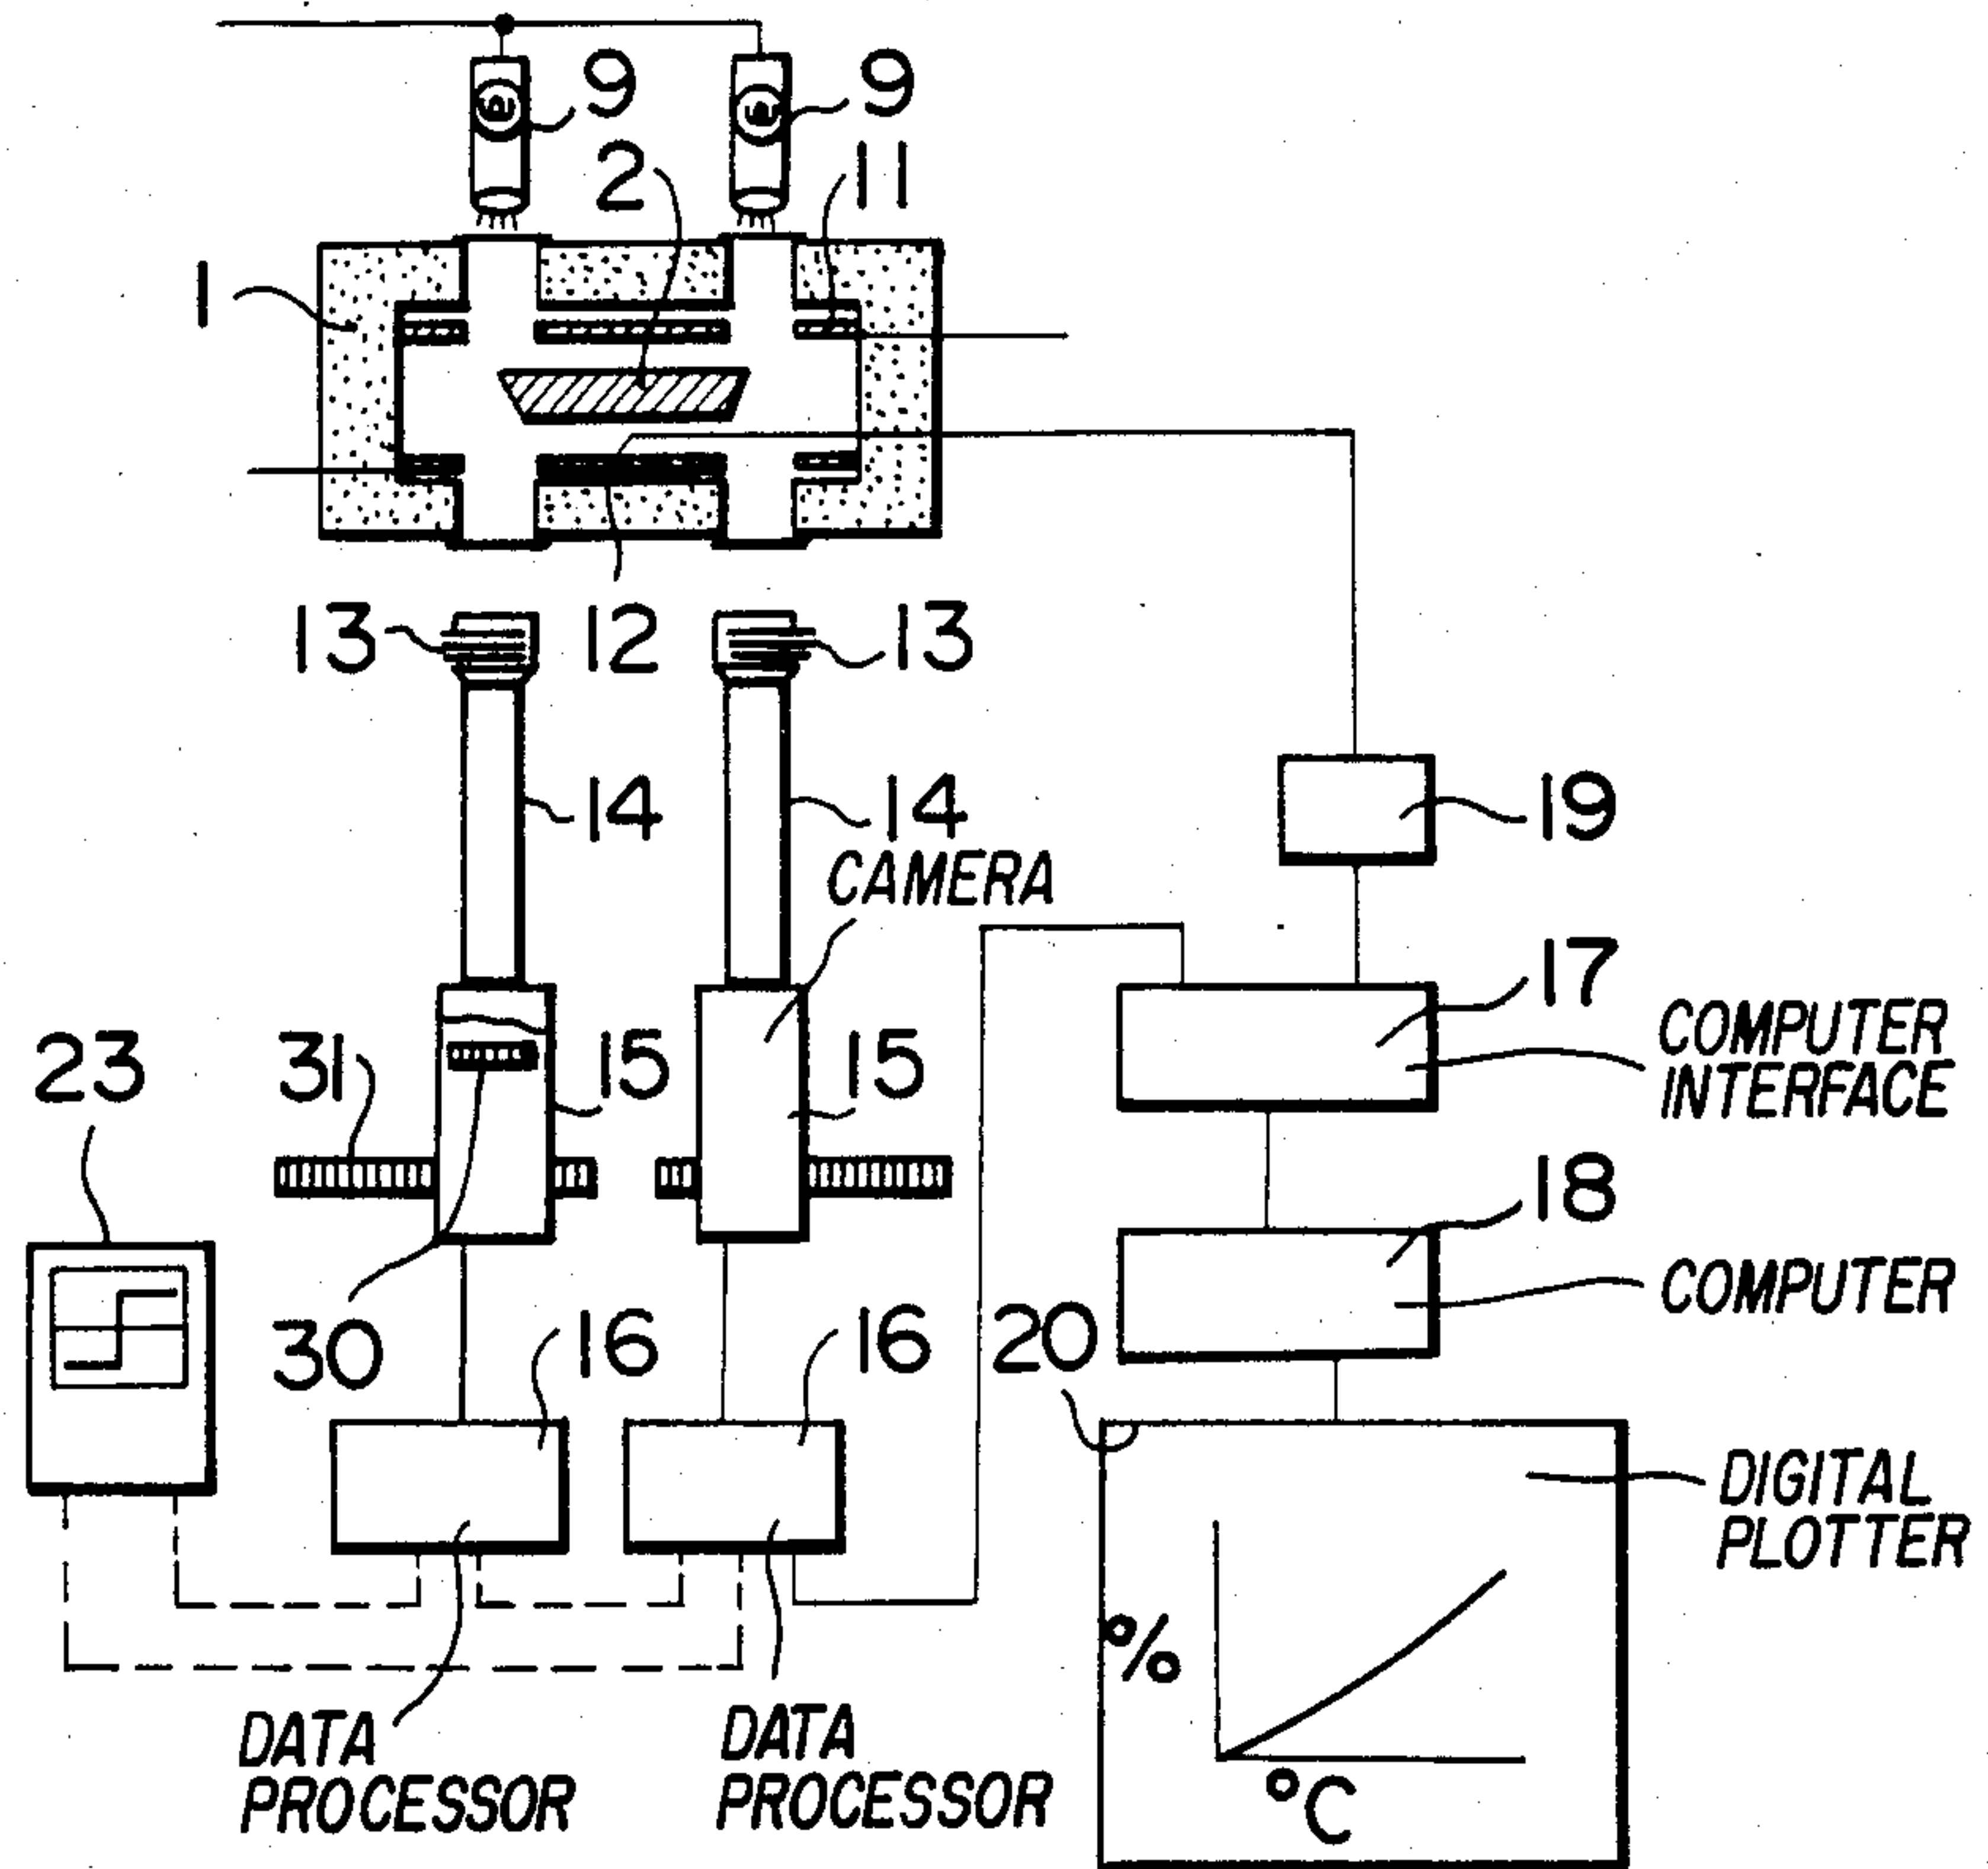 9
9
2
11
1
13
12
13
14
14
CAMERA
19
17
COMPUTER
INTERFACE
23
31
15
15
18
COMPUTER
30
16
16
20
DIGITAL
PLOTTER
%
°C
DATA
PROCESSOR
DATA
PROCESSOR